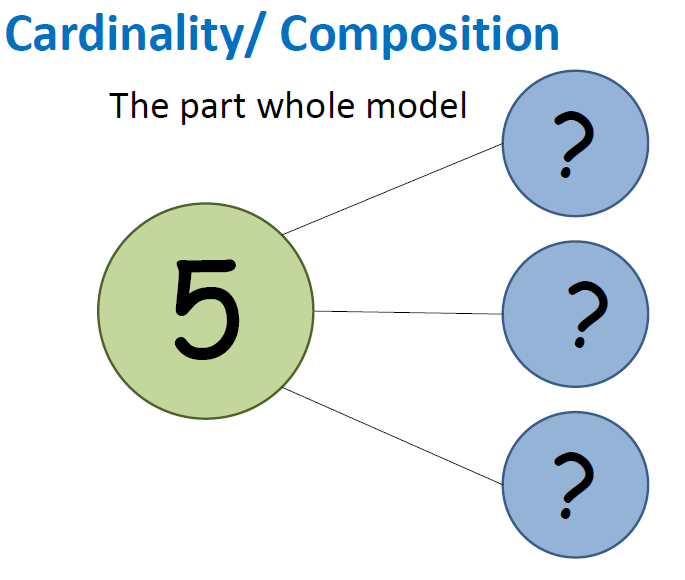 Cardinality/ Composition
The part whole model
?
5
?
?